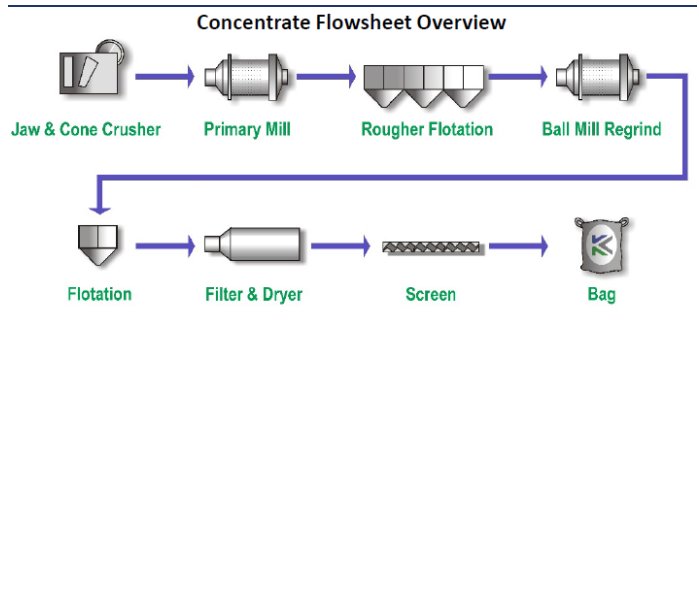 Concentrate Flowsheet Overview
Jaw & Cone Crusher
Primary Mill
Rougher Flotation
Ball Mill Regrind
Flotation
Filter & Dryer
Screen
Bag